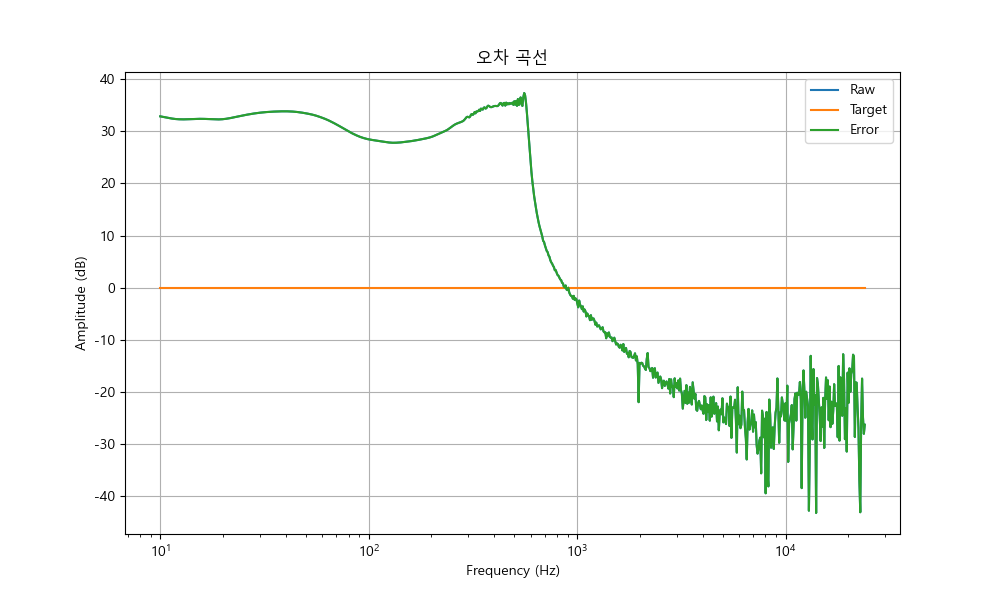 오차 곡선
Raw
Target
Error
Amplitude (dB)
40
30
20
10
0
-10
-20
-30
-40
10¹ 10² 10³ 10⁴
Frequency (Hz)